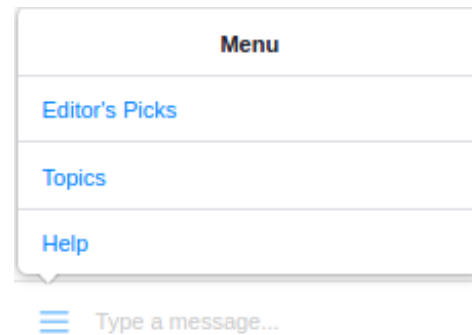 Menu
Editor's Picks
Topics
Help
Type a message...